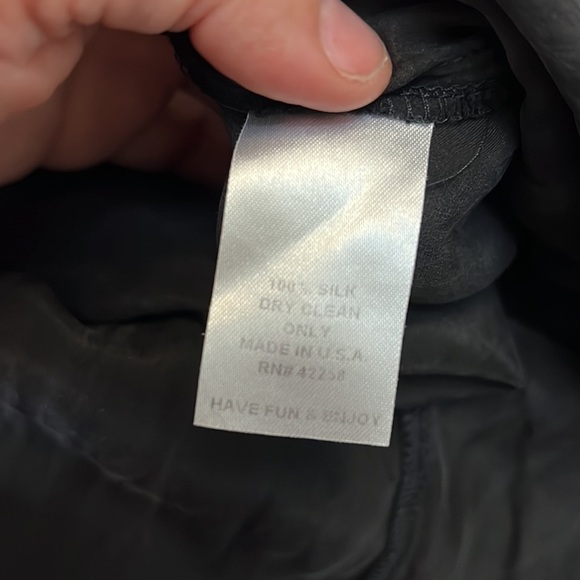 100% SILK
DRY CLEAN
ONLY
MADE IN U.S.A.
RN# 42258
HAVE FUN & ENJOY